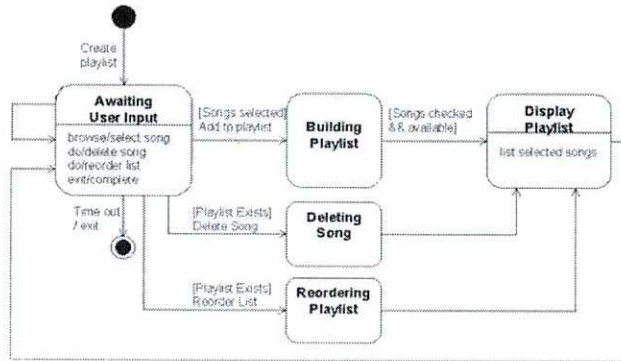 Create
playlist
Awaiting
User Input
browse/select song
do/delete song
do/reorder list
exit/complete
[Songs selected]
Add to playlist
Building
Playlist
[Songs checked
&& available]
Display
Playlist
list selected songs
Time out
/ exit
[Playlist Exists]
Delete Song
Deleting
Song
[Playlist Exists]
Reorder List
Reordering
Playlist